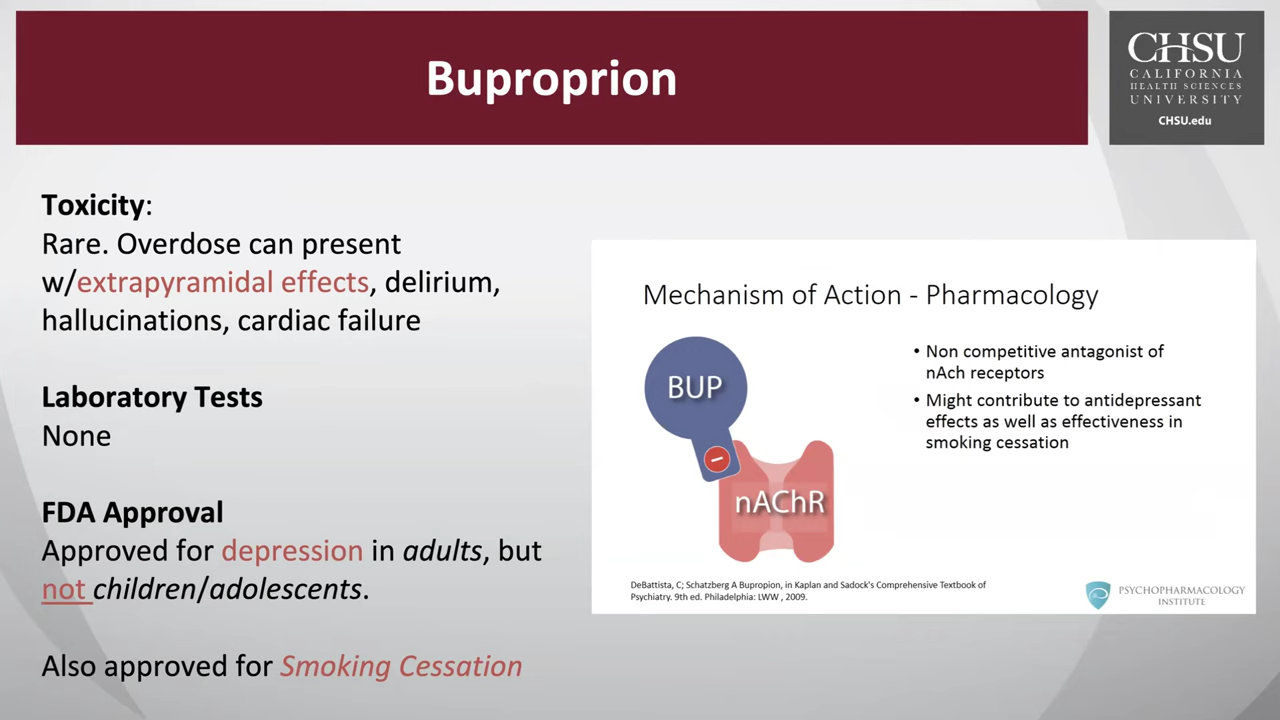 Buproprion
CHSU
CALIFORNIA
HEALTH SCIENCES
UNIVERSITY
CHSU.edu
Toxicity:
Rare. Overdose can present
w/extrapyramidal effects, delirium,
hallucinations, cardiac failure
Laboratory Tests
None
FDA Approval
Approved for depression in adults, but
not children/adolescents.
Also approved for Smoking Cessation
Mechanism of Action - Pharmacology
BUP
nAChR
• Non competitive antagonist of
nAch receptors
• Might contribute to antidepressant
effects as well as effectiveness in
smoking cessation
DeBattista, C; Schatzberg A Bupropion, in Kaplan and Sadock's Comprehensive Textbook of
Psychiatry. 9th ed. Philadelphia: LWW , 2009.
PSYCHOPHARMACOLOGY
INSTITUTE